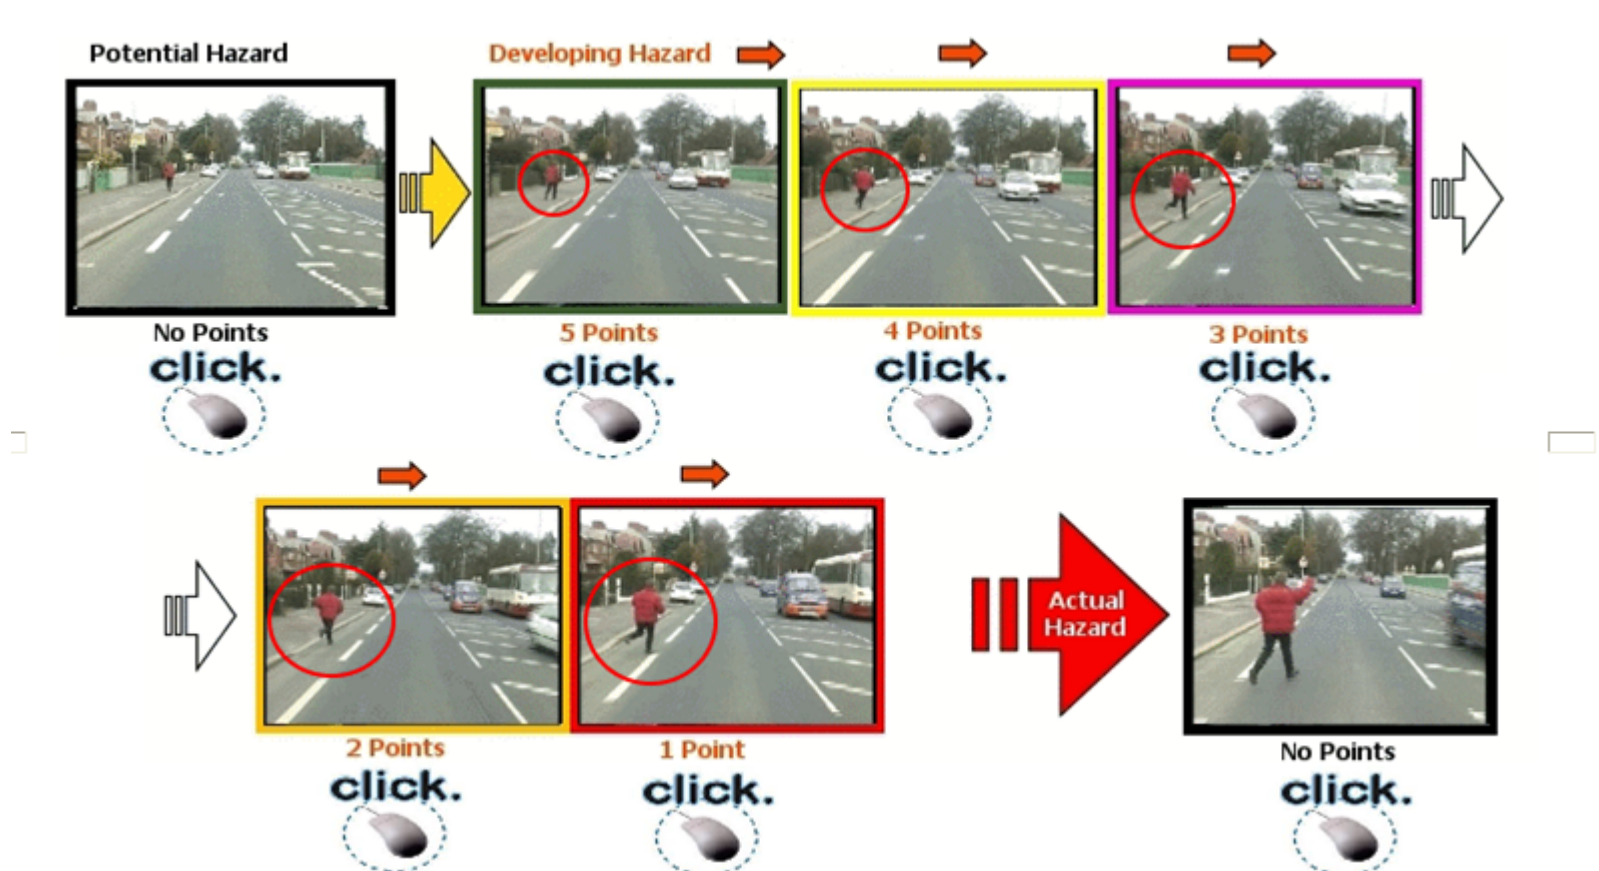 Potential Hazard
Developing Hazard
No Points
5 Points
4 Points
3 Points
click.
click.
click.
click.
2 Points
1 Point
Actual
Hazard
No Points
click.
click.
click.